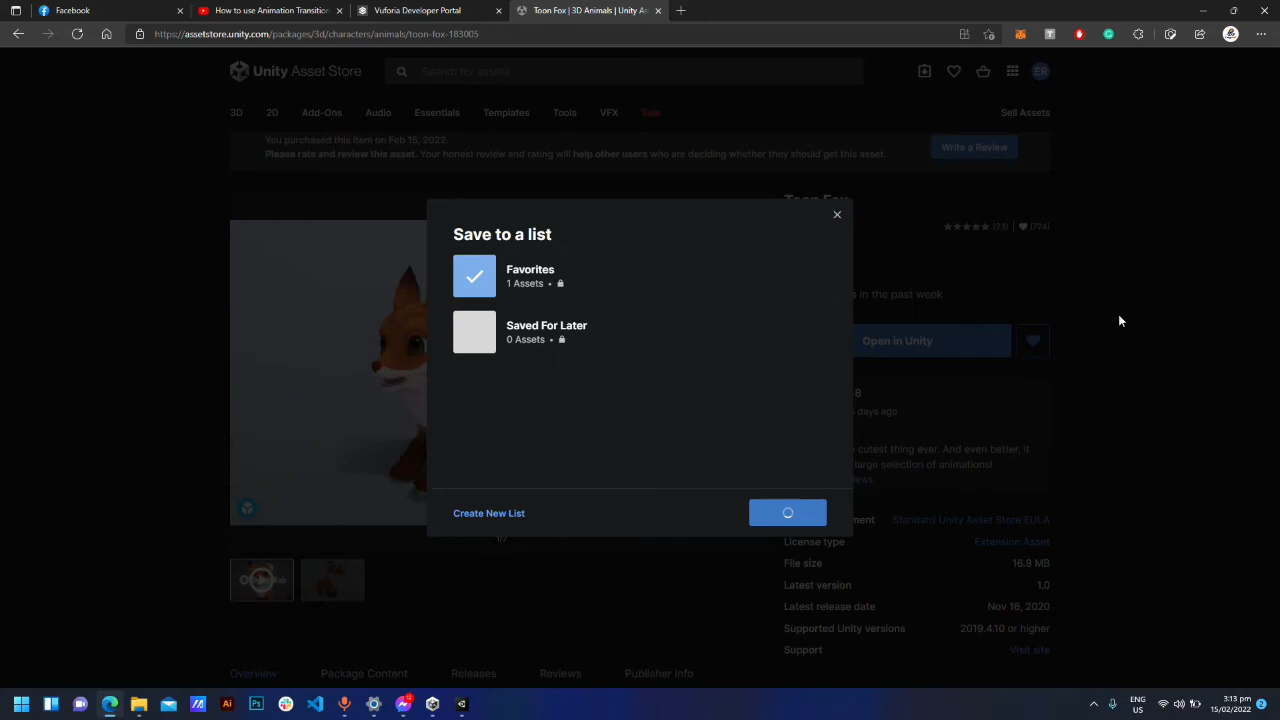 Facebook
How to use Animation Transition
Vuforia Developer Portal
Toon Fox | 3D Animals | Unity As
https://assetstore.unity.com/packages/3d/characters/animals/toon-fox-183005
Unity Asset Store
Search for assets
ER
3D 2D Add-Ons Audio Essentials Templates Tools VFX Sale Sell Assets
You purchased this item on Feb 15, 2022.
Please rate and review this asset. Your honest review and rating will help other users who are deciding whether they should get this asset.
Write a Review
Toon Fox
(23) | (724)
Save to a list
Favorites
1 Assets •
Saved For Later
0 Assets •
s in the past week
Open in Unity
8
days ago
cutest thing ever. And even better, it
large selection of animations!
Create New List
1/2
Standard Unity Asset Store EULA
License type Extension Asset
File size 16.9 MB
Latest version 1.0
Latest release date Nov 16, 2020
Supported Unity versions 2019.4.10 or higher
Support Visit site
Overview Package Content Releases Reviews Publisher Info
Ai
Ps
12
ENG
US
3:13 pm
15/02/2022
2